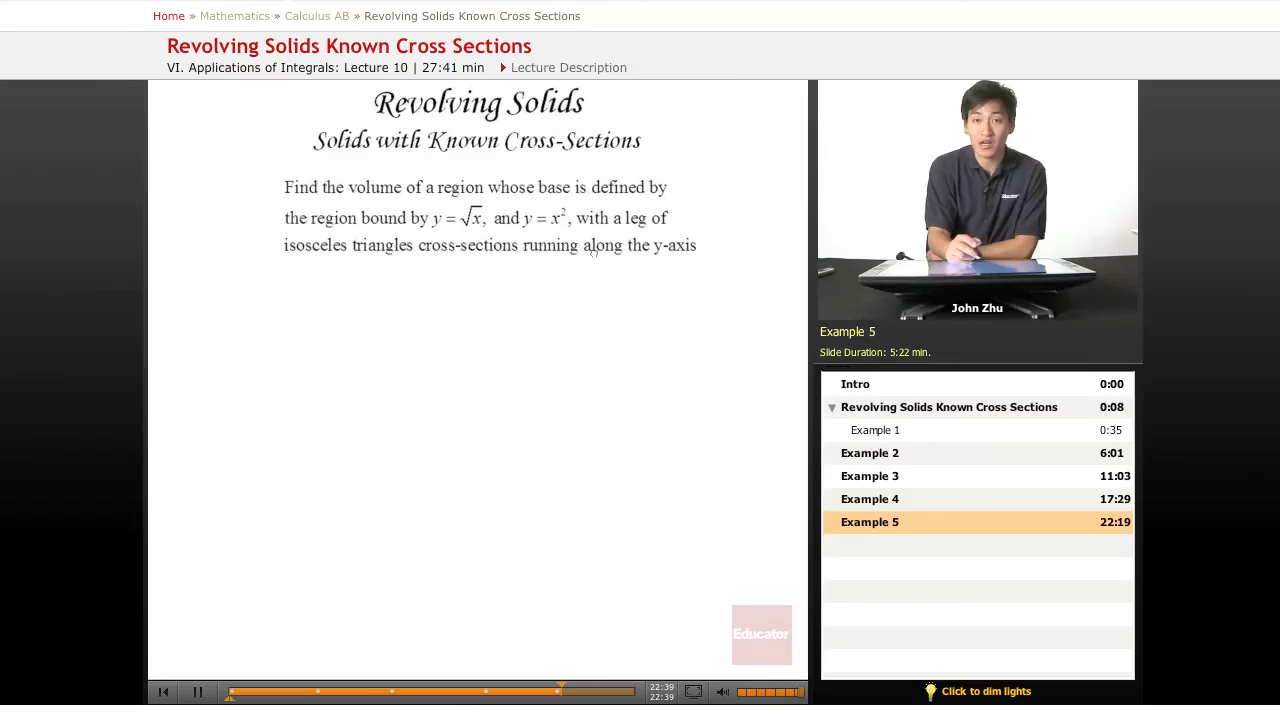 Home » Mathematics » Calculus AB » Revolving Solids Known Cross Sections
Revolving Solids Known Cross Sections
VI. Applications of Integrals: Lecture 10 | 27:41 min Lecture Description
Revolving Solids
Solids with Known Cross-Sections
Find the volume of a region whose base is defined by
the region bound by y = √x, and y = x², with a leg of
isosceles triangles cross-sections running along the y-axis
Educator
Educator
John Zhu
Example 5
Slide Duration: 5:22 min.
Intro 0:00
Revolving Solids Known Cross Sections 0:08
Example 1 0:35
Example 2 6:01
Example 3 11:03
Example 4 17:29
Example 5 22:19
22:39
22:39
Click to dim lights